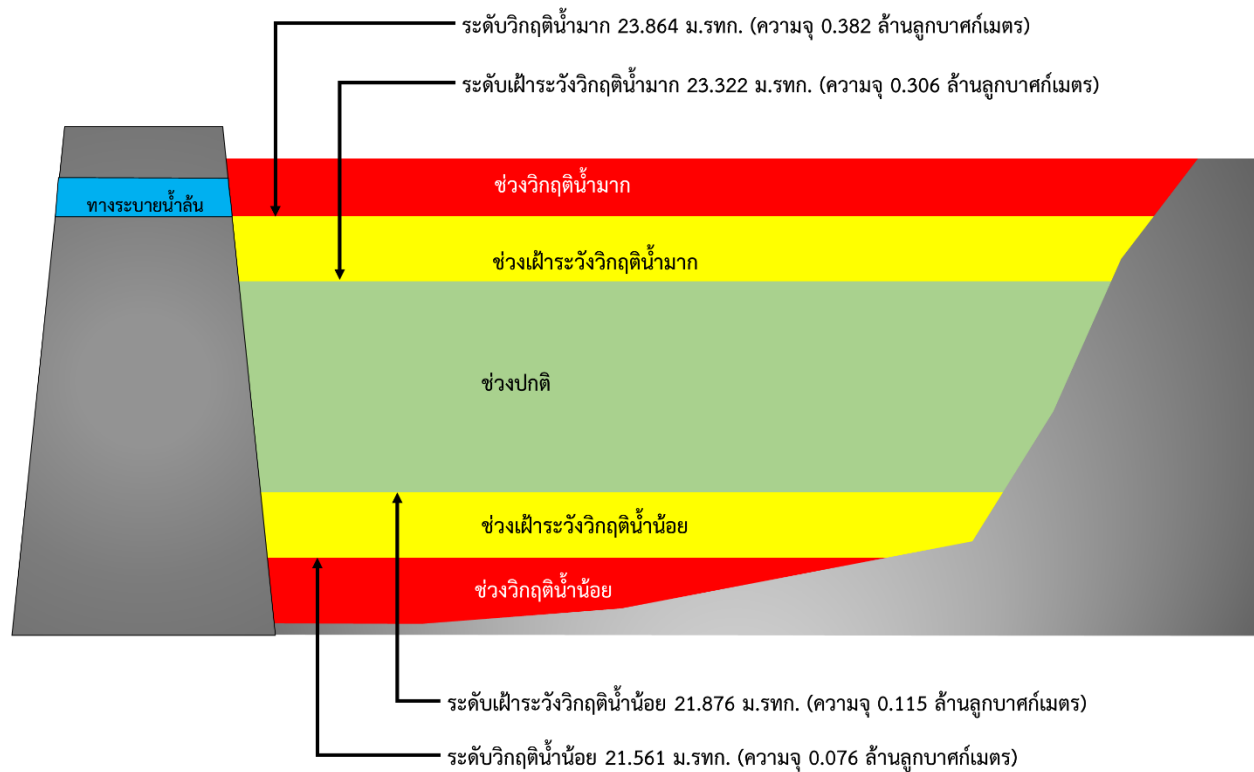 ระดับวิกฤติน้ำมาก 23.864 ม.รทก. (ความจุ 0.382 ล้านลูกบาศก์เมตร)
ระดับเฝ้าระวังวิกฤติน้ำมาก 23.322 ม.รทก. (ความจุ 0.306 ล้านลูกบาศก์เมตร)
ช่วงวิกฤติน้ำมาก
ทางระบายน้ำล้น
ช่วงเฝ้าระวังวิกฤติน้ำมาก
ช่วงปกติ
ช่วงเฝ้าระวังวิกฤติน้ำน้อย
ช่วงวิกฤติน้ำน้อย
ระดับเฝ้าระวังวิกฤติน้ำน้อย 21.876 ม.รทก. (ความจุ 0.115 ล้านลูกบาศก์เมตร)
ระดับวิกฤติน้ำน้อย 21.561 ม.รทก. (ความจุ 0.076 ล้านลูกบาศก์เมตร)